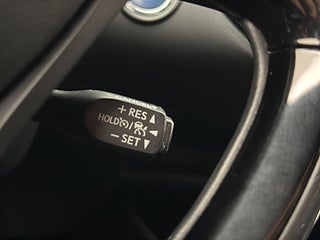 + RES ▲
HOLD / ◄
− SET ▼